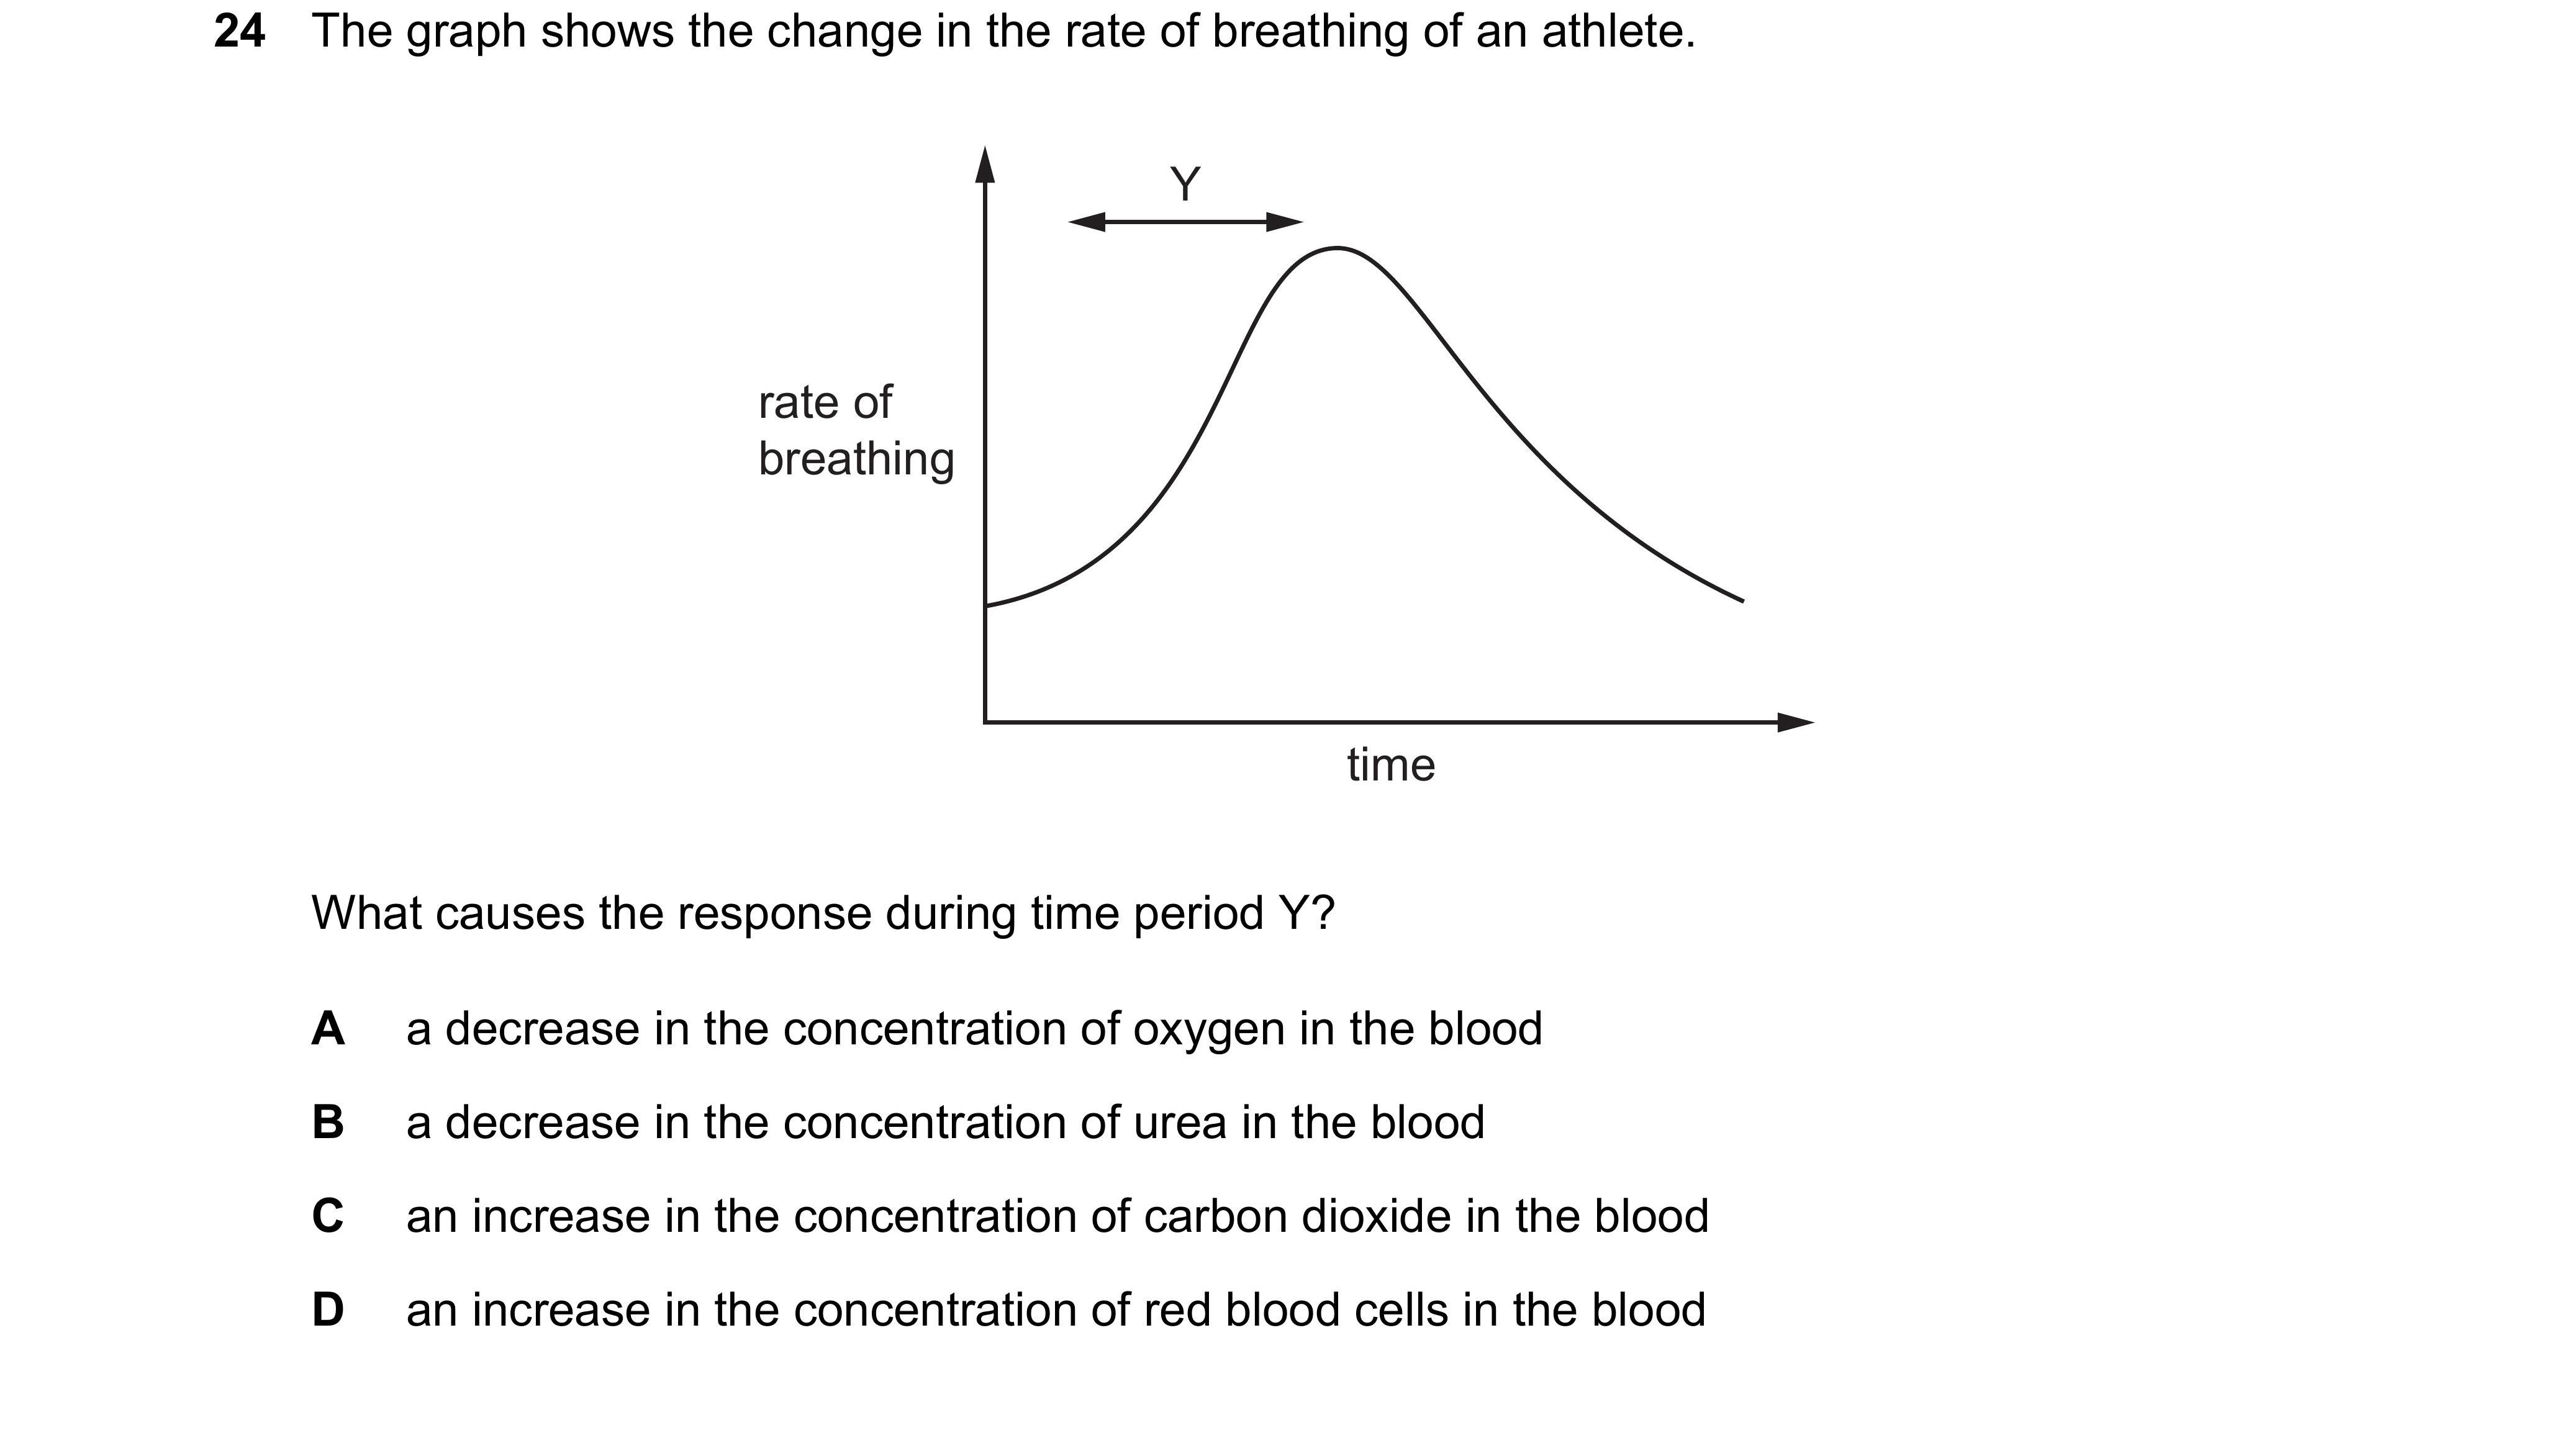 24 The graph shows the change in the rate of breathing of an athlete.
Y
rate of
breathing
time
What causes the response during time period Y?
A a decrease in the concentration of oxygen in the blood
B a decrease in the concentration of urea in the blood
C an increase in the concentration of carbon dioxide in the blood
D an increase in the concentration of red blood cells in the blood